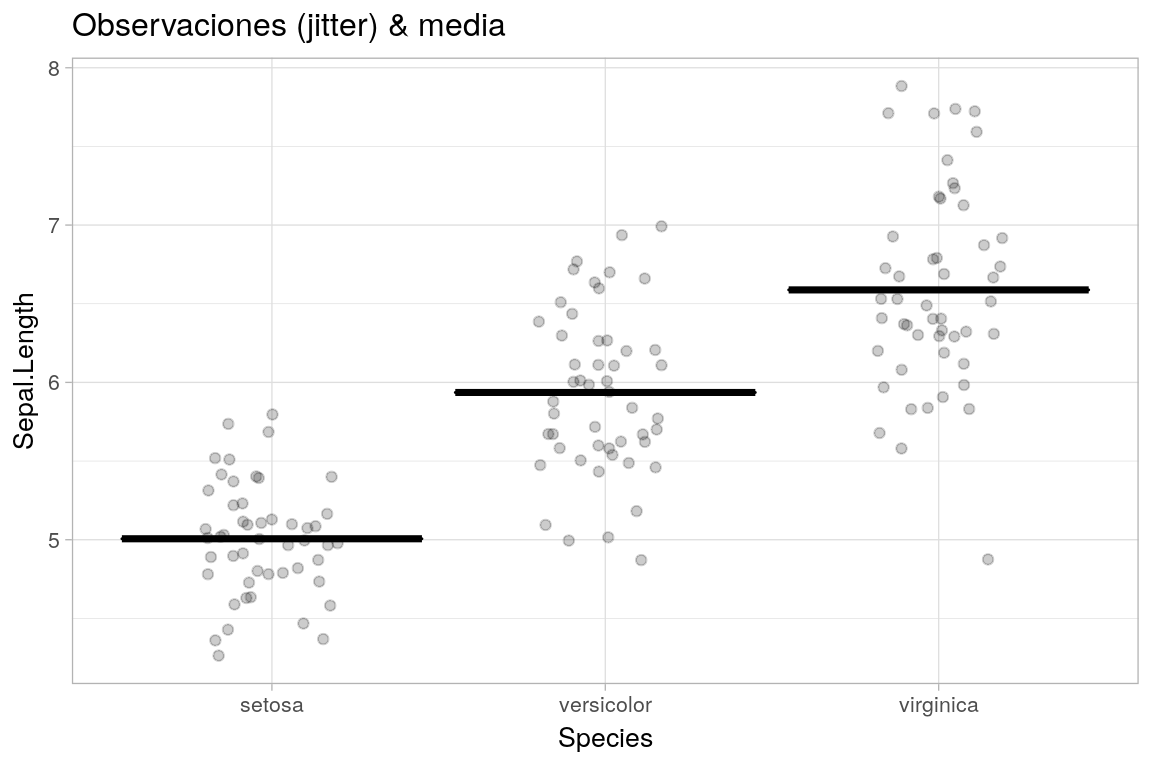 Observaciones (jitter) & media
8
7
6
5
Sepal.Length
setosa versicolor virginica
Species